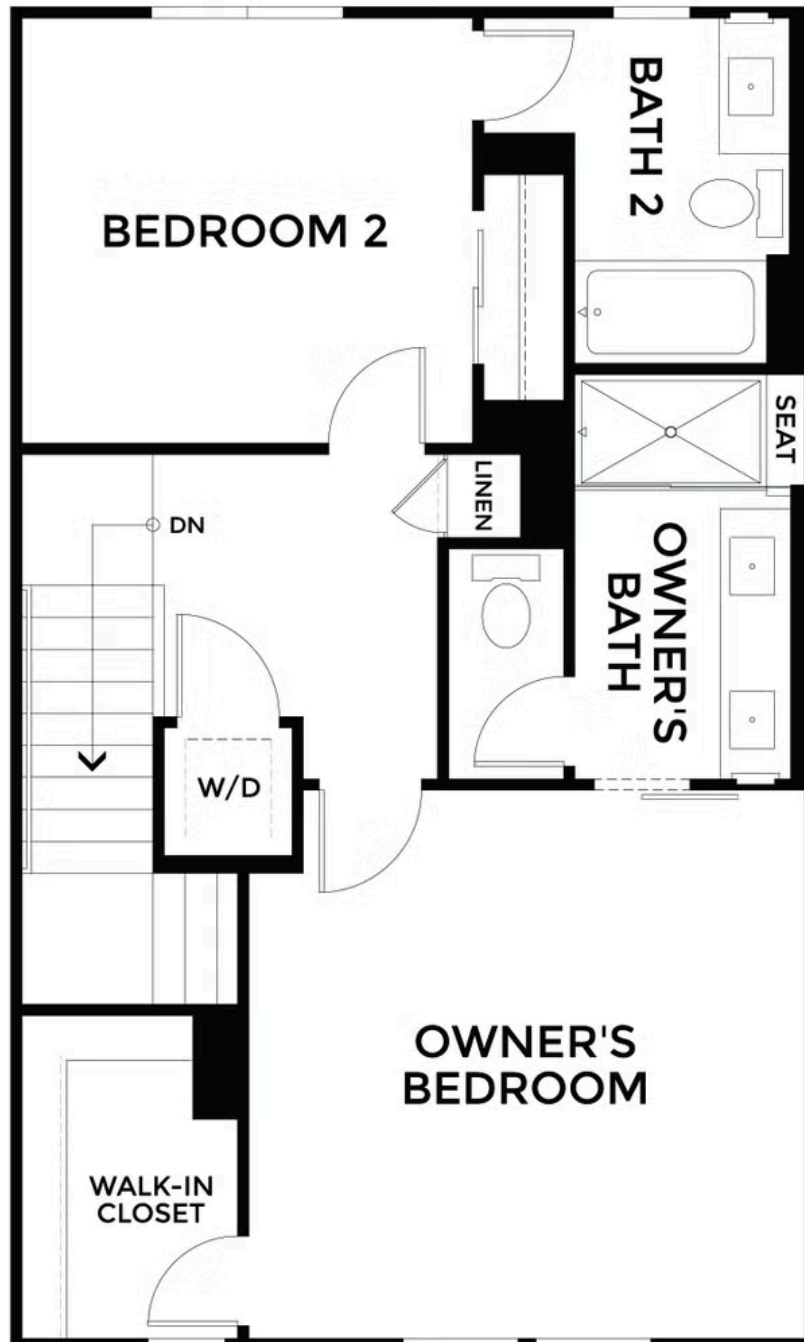 BATH 2
BEDROOM 2
SEAT
LINEN
DN
OWNER'S
BATH
W/D
OWNER'S
BEDROOM
WALK-IN
CLOSET